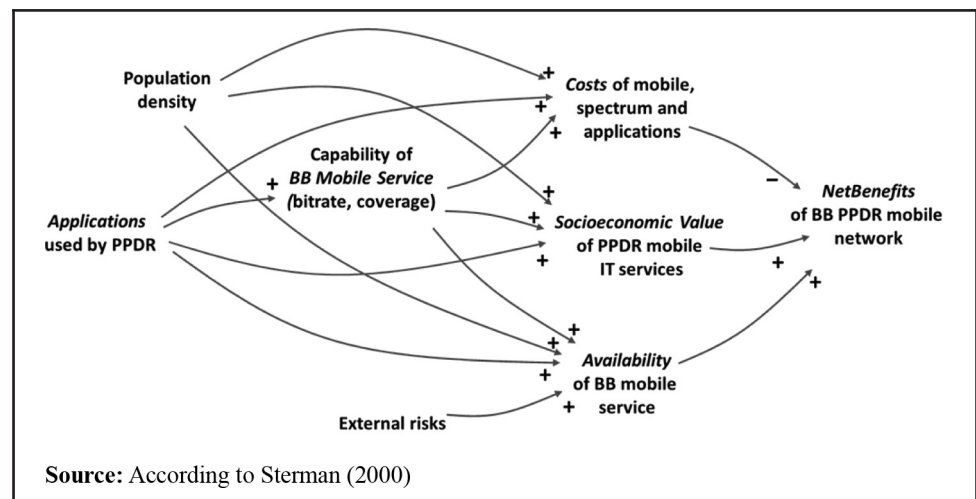 Population
density
Costs of mobile,
spectrum and
applications
Capability of
BB Mobile Service
(bitrate, coverage)
Applications
used by PPDR
Socioeconomic Value
of PPDR mobile
IT services
NetBenefits
of BB PPDR mobile
network
Availability
of BB mobile
service
External risks
+
+
+
+
+
+
+
+
+
+
+
−
+
+
Source: According to Sterman (2000)